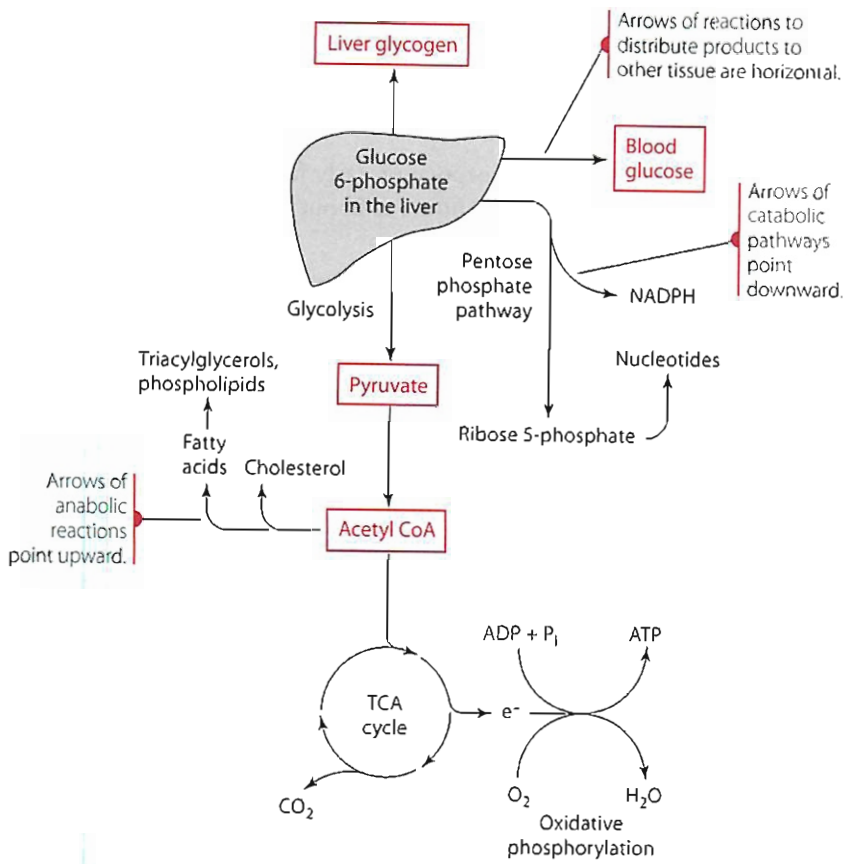 Liver glycogen
Arrows of reactions to
distribute products to
other tissue are horizontal.
Glucose
6-phosphate
in the liver
Blood
glucose
Arrows of
catabolic
pathways
point
downward.
Pentose
phosphate
pathway
NADPH
Glycolysis
Triacylglycerols,
phospholipids
Pyruvate
Nucleotides
Ribose 5-phosphate
Fatty
acids
Cholesterol
Arrows of
anabolic
reactions
point upward.
Acetyl CoA
ADP + Pi
ATP
TCA
cycle
e-
CO2
O2
H2O
Oxidative
phosphorylation